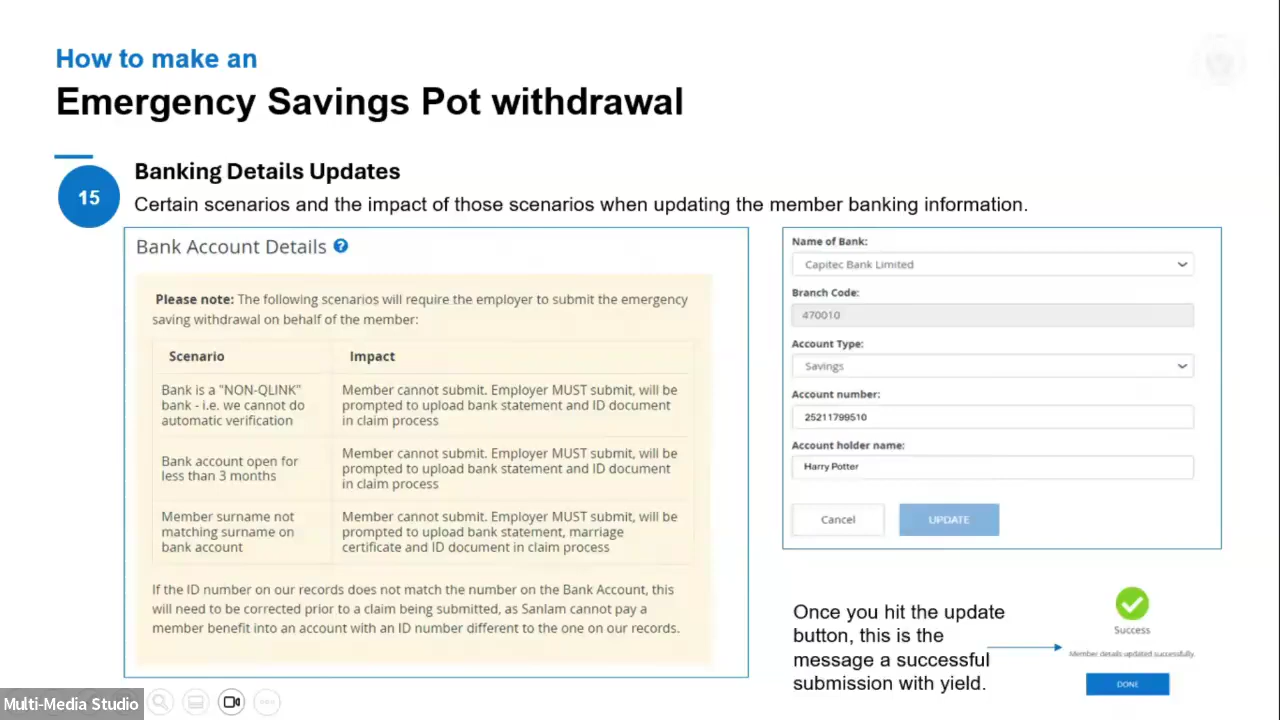 How to make an
Emergency Savings Pot withdrawal
15
Banking Details Updates
Certain scenarios and the impact of those scenarios when updating the member banking information.
Bank Account Details ?
Please note: The following scenarios will require the employer to submit the emergency
saving withdrawal on behalf of the member:
Scenario Impact
Bank is a "NON-QLINK"
bank - i.e. we cannot do
automatic verification
Member cannot submit. Employer MUST submit, will be
prompted to upload bank statement and ID document
in claim process
Bank account open for
less than 3 months
Member cannot submit. Employer MUST submit, will be
prompted to upload bank statement and ID document
in claim process
Member surname not
matching surname on
bank account
Member cannot submit. Employer MUST submit, will be
prompted to upload bank statement, marriage
certificate and ID document in claim process
If the ID number on our records does not match the number on the Bank Account, this
will need to be corrected prior to a claim being submitted, as Sanlam cannot pay a
member benefit into an account with an ID number different to the one on our records.
Name of Bank:
Capitec Bank Limited
Branch Code:
470010
Account Type:
Savings
Account number:
25211799510
Account holder name:
Harry Potter
Cancel UPDATE
Once you hit the update
button, this is the
message a successful
submission with yield.
Success
Member details updated successfully.
DONE
Multi-Media Studio